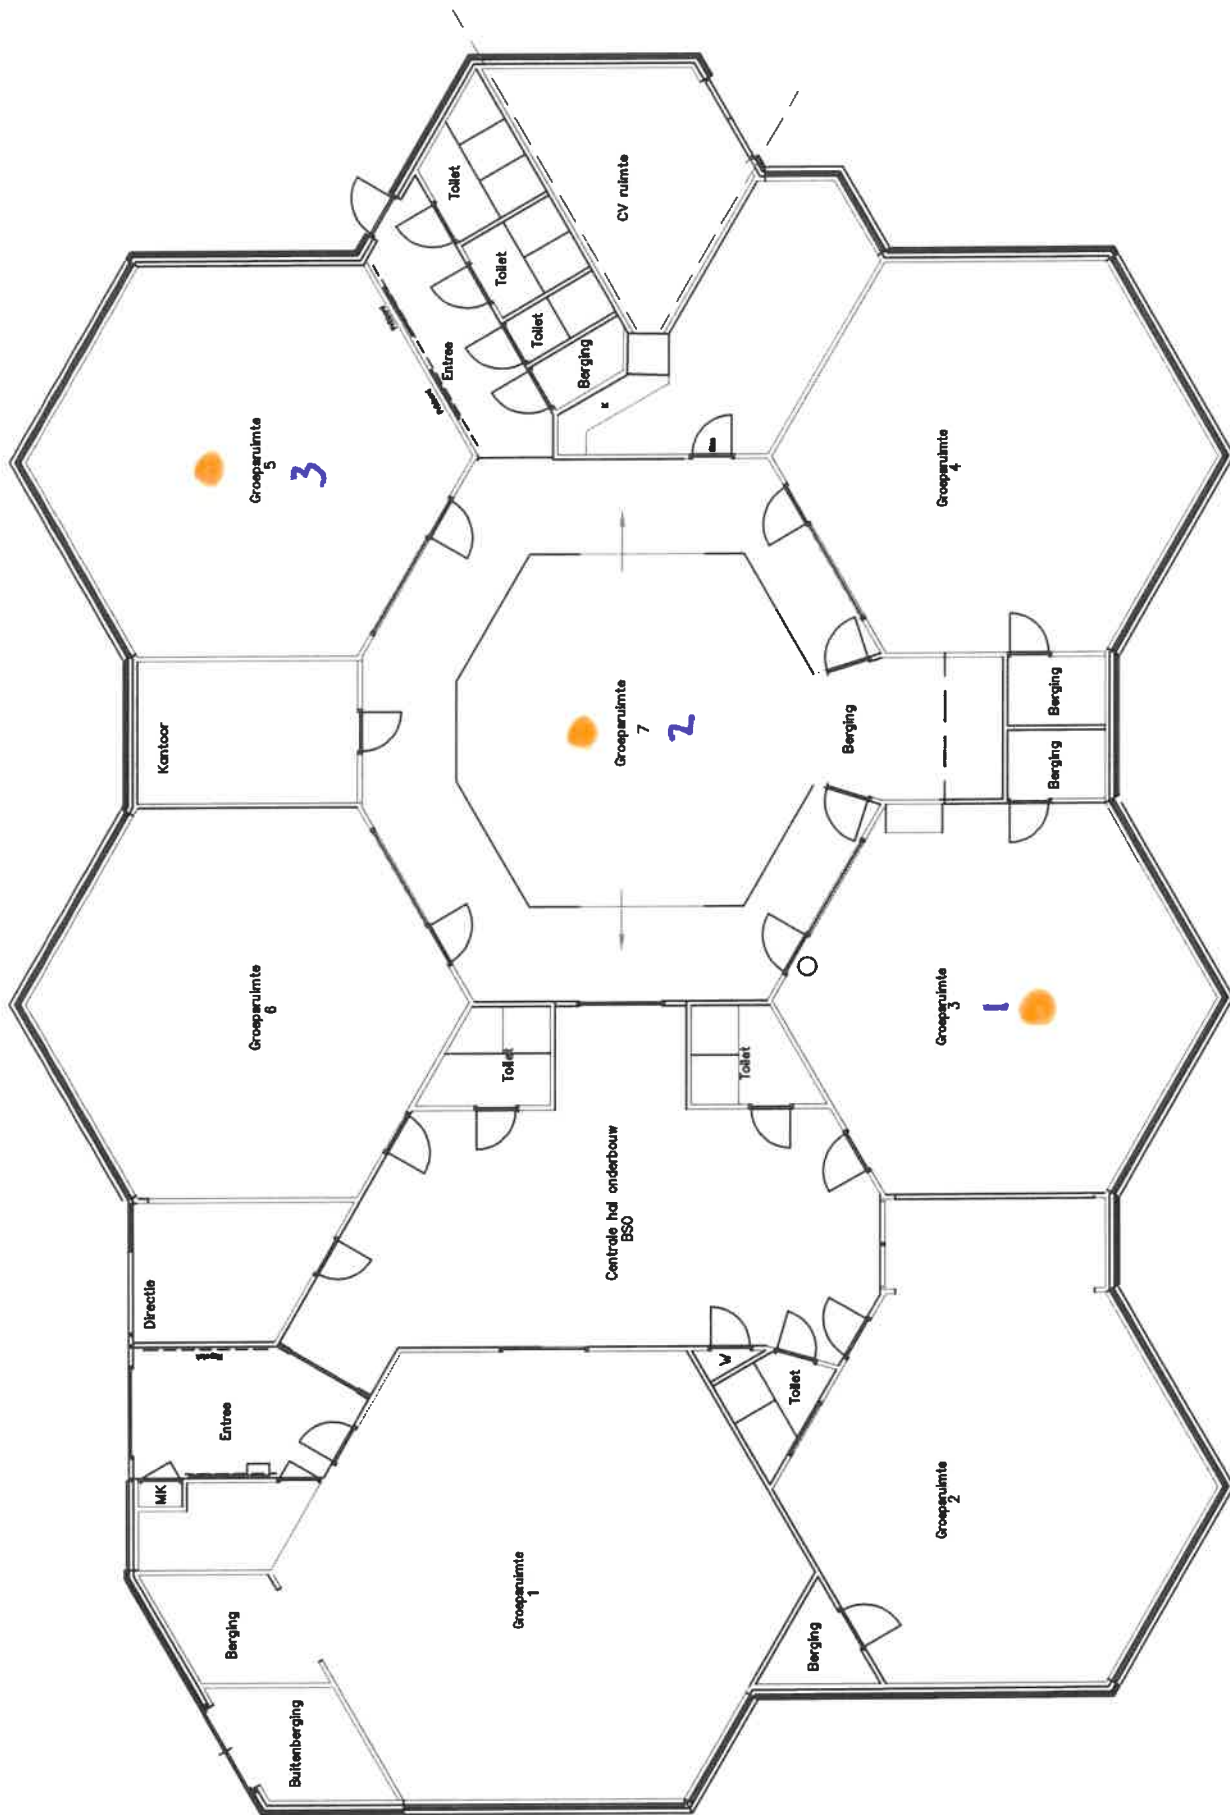 MK
Directie
Kantoor
Berging
Entree
Groepsruimte
6
Groepsruimte
5
3
Buitenberging
Entree
Toilet
Toilet
Toilet
Toilet
Berging
K
Groepsruimte
1
Centrale hal onderbouw
BSO
Groepsruimte
7
2
CV ruimte
W
Toilet
Toilet
Berging
Berging
Groepsruimte
2
Groepsruimte
3
1
Groepsruimte
4
Berging
Berging